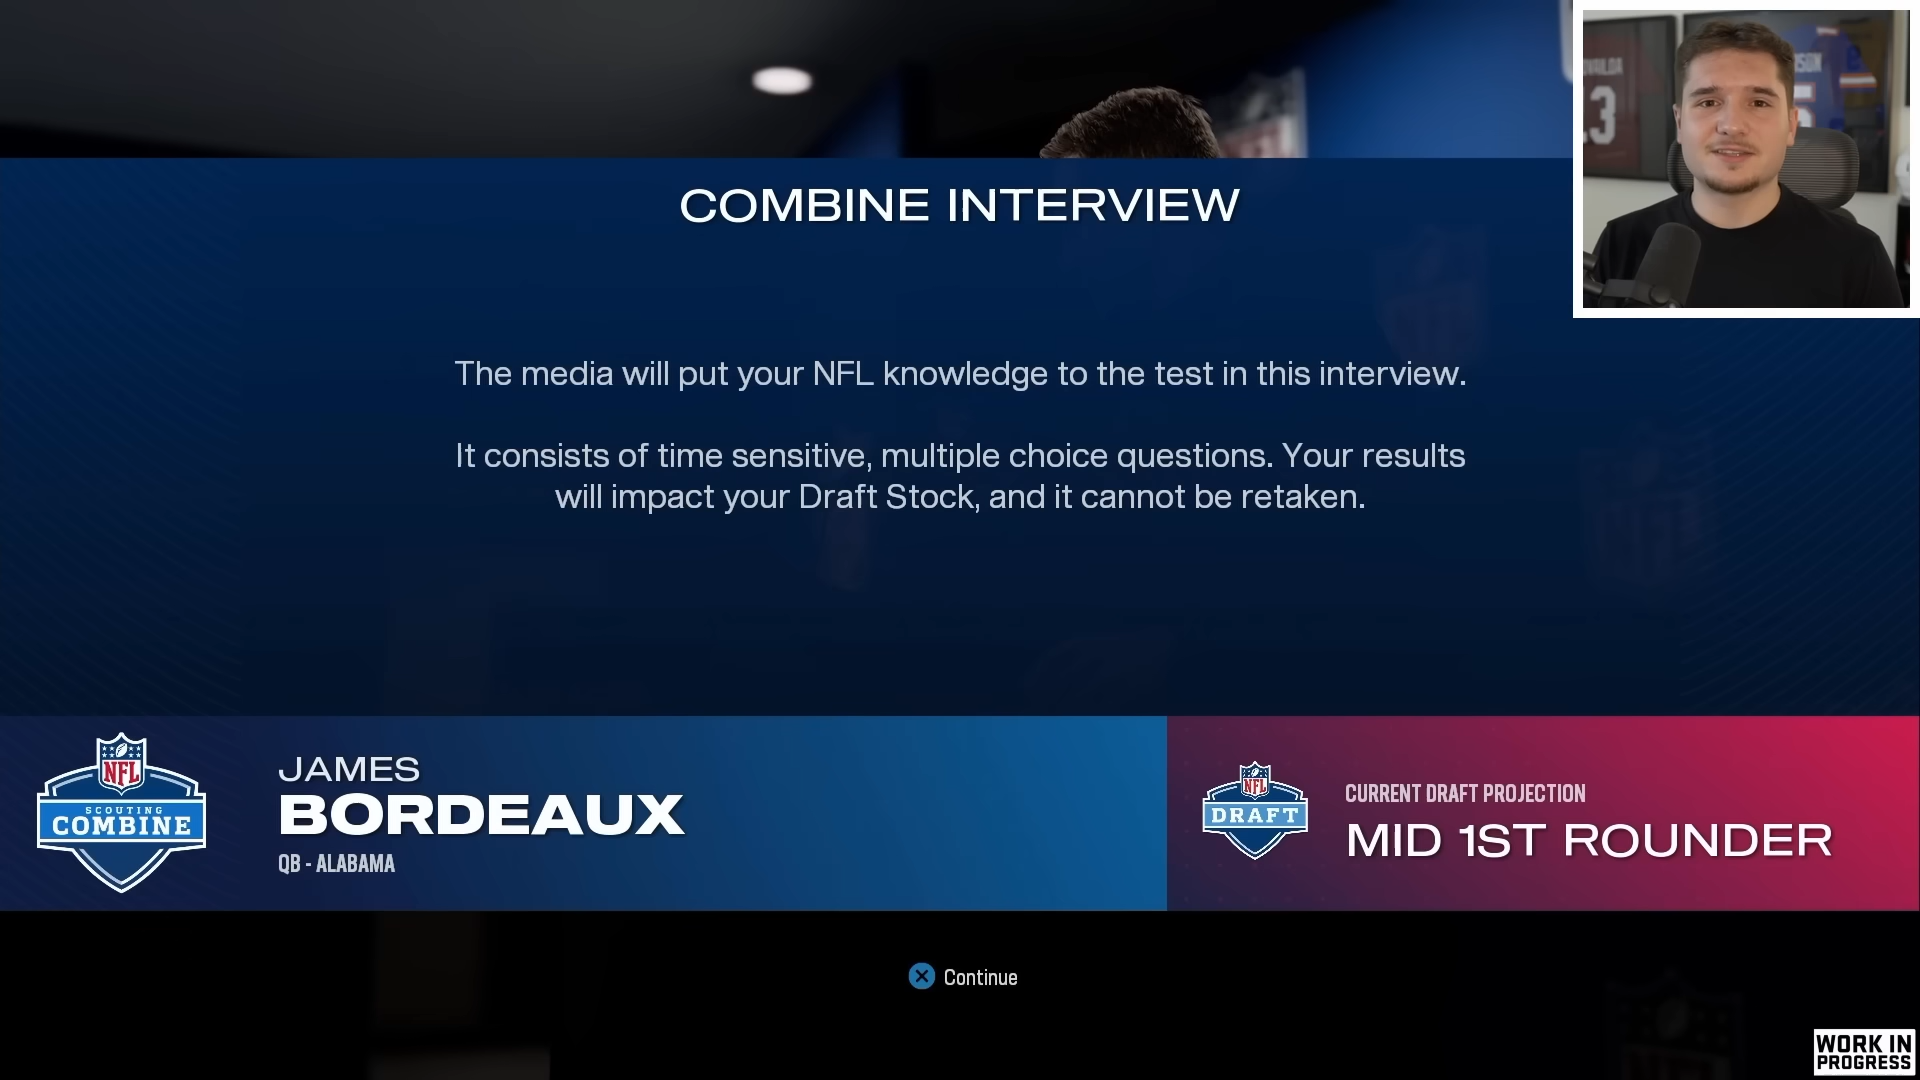 COMBINE INTERVIEW
The media will put your NFL knowledge to the test in this interview.
It consists of time sensitive, multiple choice questions. Your results
will impact your Draft Stock, and it cannot be retaken.
NFL
SCOUTING
COMBINE
JAMES
BORDEAUX
QB - ALABAMA
NFL
DRAFT
CURRENT DRAFT PROJECTION
MID 1ST ROUNDER
Continue
WORK IN
PROGRESS